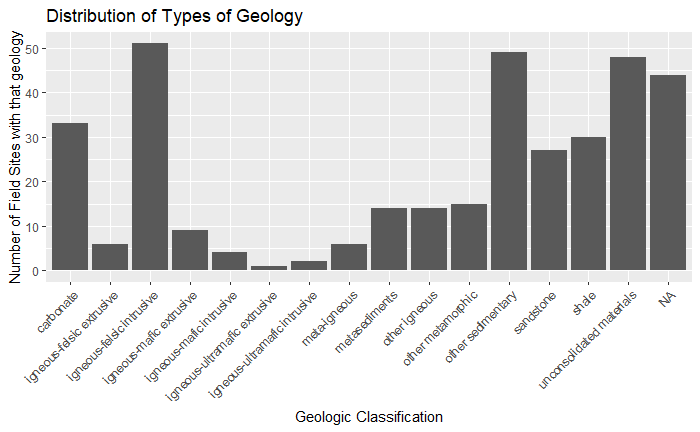 Distribution of Types of Geology
Number of Field Sites with that geology
50
40
30
20
10
0
carbonate
igneous-felsic extrusive
igneous-felsic intrusive
igneous-mafic extrusive
igneous-mafic intrusive
igneous-ultramafic extrusive
igneous-ultramafic intrusive
meta-igneous
metasediments
other igneous
other metamorphic
other sedimentary
sandstone
shale
unconsolidated materials
NA
Geologic Classification